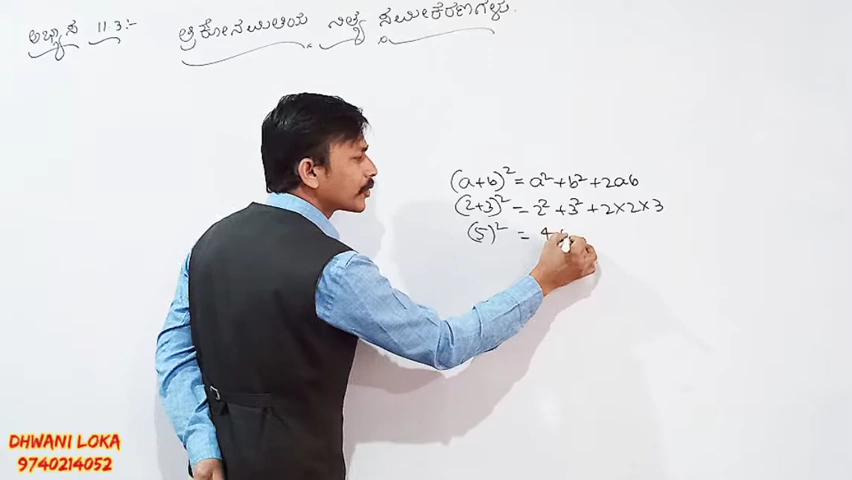 ಅಭ್ಯಾಸ 11.3:-
ತ್ರಿಕೋನಮಿತಿಯ ನಿತ್ಯ ಸಮೀಕರಣಗಳು.
(a+b)² = a²+b²+2ab
(2+3)² = 2²+3²+2×2×3
(5)² = 4+
DHWANI LOKA
9740214052